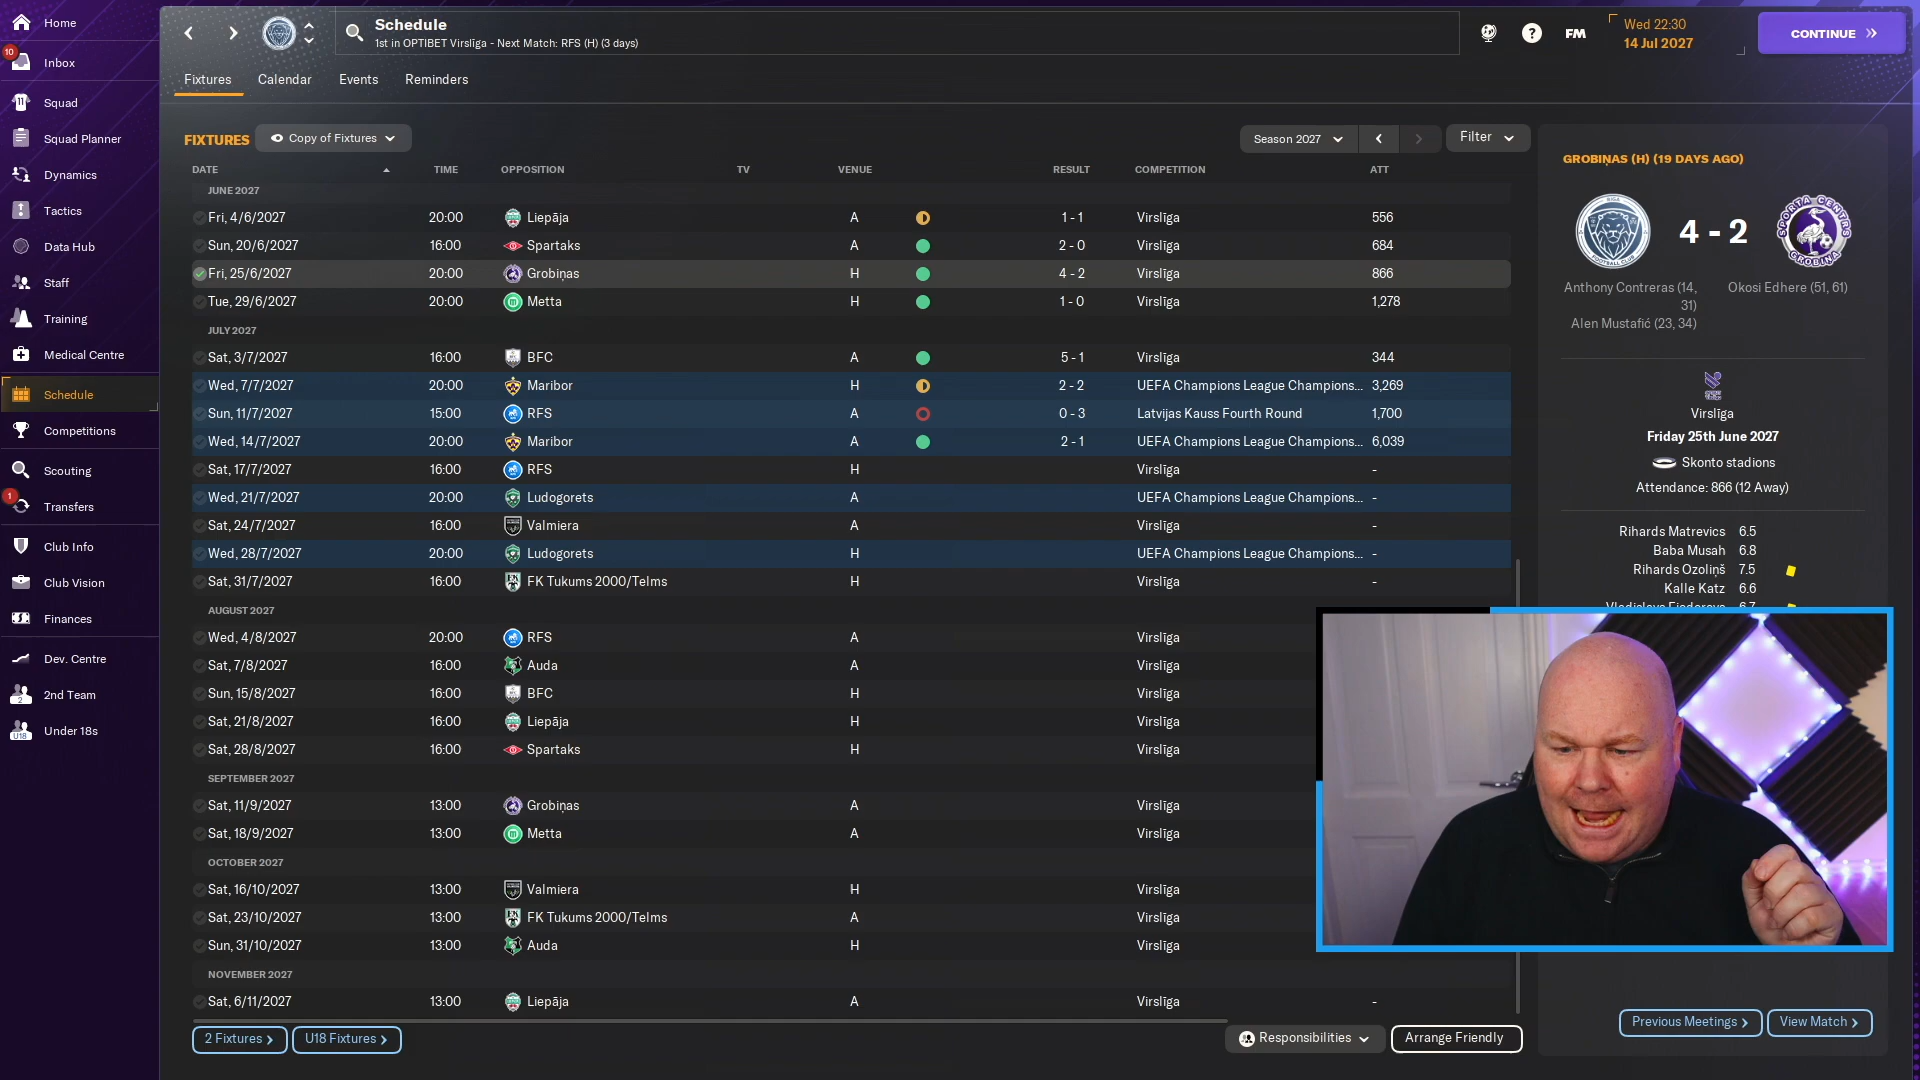 Home
10
Inbox
Squad
Squad Planner
Dynamics
Tactics
Data Hub
Staff
Training
Medical Centre
Schedule
Competitions
Scouting
1
Transfers
Club Info
Club Vision
Finances
Dev. Centre
2nd Team
Under 18s
Schedule
1st in OPTIBET Virslīga - Next Match: RFS (H) (3 days)
FM
Wed 22:30
14 Jul 2027
CONTINUE
Fixtures Calendar Events Reminders
FIXTURES Copy of Fixtures
Season 2027
Filter
DATE TIME OPPOSITION TV VENUE RESULT COMPETITION ATT
JUNE 2027
Fri, 4/6/2027 20:00 Liepāja A 1 - 1 Virslīga 556
Sun, 20/6/2027 16:00 Spartaks A 2 - 0 Virslīga 684
Fri, 25/6/2027 20:00 Grobiņas H 4 - 2 Virslīga 866
Tue, 29/6/2027 20:00 Metta H 1 - 0 Virslīga 1,278
JULY 2027
Sat, 3/7/2027 16:00 BFC A 5 - 1 Virslīga 344
Wed, 7/7/2027 20:00 Maribor H 2 - 2 UEFA Champions League Champions... 3,269
Sun, 11/7/2027 15:00 RFS A 0 - 3 Latvijas Kauss Fourth Round 1,700
Wed, 14/7/2027 20:00 Maribor A 2 - 1 UEFA Champions League Champions... 6,039
Sat, 17/7/2027 16:00 RFS H Virslīga -
Wed, 21/7/2027 20:00 Ludogorets A UEFA Champions League Champions... -
Sat, 24/7/2027 16:00 Valmiera A Virslīga -
Wed, 28/7/2027 20:00 Ludogorets H UEFA Champions League Champions... -
Sat, 31/7/2027 16:00 FK Tukums 2000/Telms H Virslīga -
AUGUST 2027
Wed, 4/8/2027 20:00 RFS A Virslīga
Sat, 7/8/2027 16:00 Auda A Virslīga
Sun, 15/8/2027 16:00 BFC H Virslīga
Sat, 21/8/2027 16:00 Liepāja H Virslīga
Sat, 28/8/2027 16:00 Spartaks H Virslīga
SEPTEMBER 2027
Sat, 11/9/2027 13:00 Grobiņas A Virslīga
Sat, 18/9/2027 13:00 Metta A Virslīga
OCTOBER 2027
Sat, 16/10/2027 13:00 Valmiera H Virslīga
Sat, 23/10/2027 13:00 FK Tukums 2000/Telms A Virslīga
Sun, 31/10/2027 13:00 Auda H Virslīga
NOVEMBER 2027
Sat, 6/11/2027 13:00 Liepāja A Virslīga -
2 Fixtures
U18 Fixtures
Responsibilities
Arrange Friendly
GROBIŅAS (H) (19 DAYS AGO)
4 - 2
Anthony Contreras (14,
31)
Alen Mustafić (23, 34)
Okosi Edhere (51, 61)
Virslīga
Friday 25th June 2027
Skonto stadions
Attendance: 866 (12 Away)
Rihards Matrevics 6.5
Baba Musah 6.8
Rihards Ozoliņš 7.5
Kalle Katz 6.6
Previous Meetings
View Match